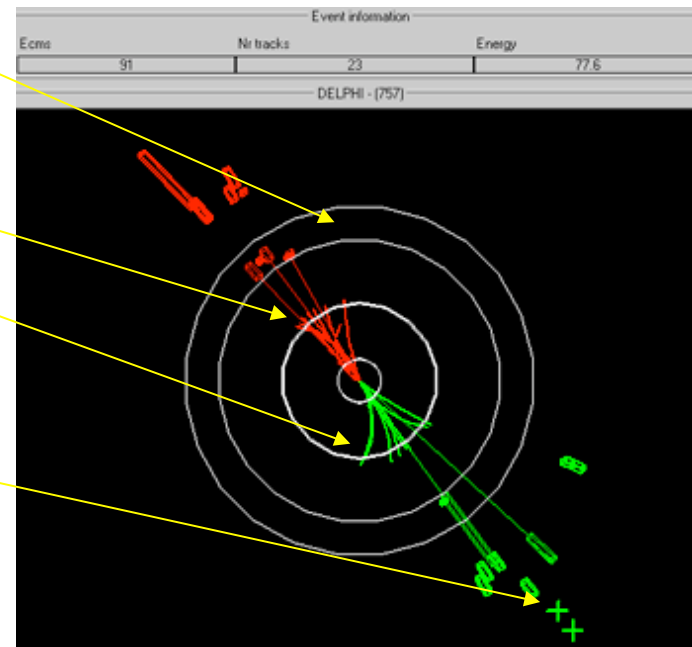 Event information
Ecms Nr tracks Energy
91 23 77.6
DELPHI - (757)